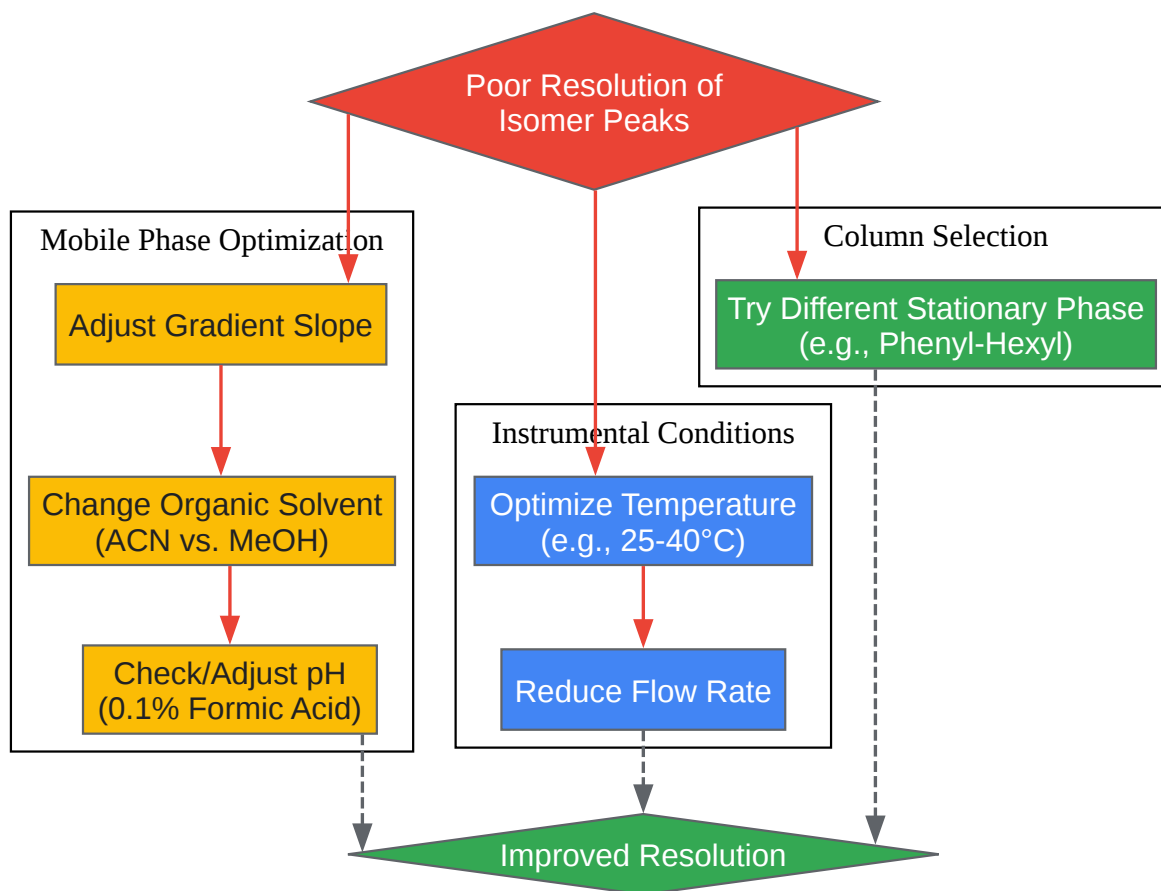 Poor Resolution of
Isomer Peaks
Mobile Phase Optimization
Adjust Gradient Slope
Change Organic Solvent
(ACN vs. MeOH)
Check/Adjust pH
(0.1% Formic Acid)
Instrumental Conditions
Optimize Temperature
(e.g., 25-40°C)
Reduce Flow Rate
Column Selection
Try Different Stationary Phase
(e.g., Phenyl-Hexyl)
Improved Resolution